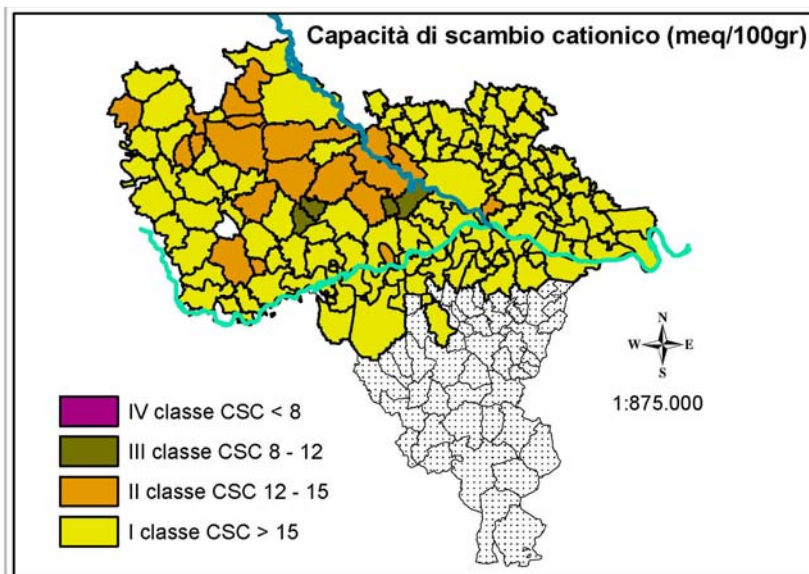 Capacità di scambio cationico (meq/100gr)
N
W E
S
1:875.000
IV classe CSC < 8
III classe CSC 8 - 12
II classe CSC 12 - 15
I classe CSC > 15